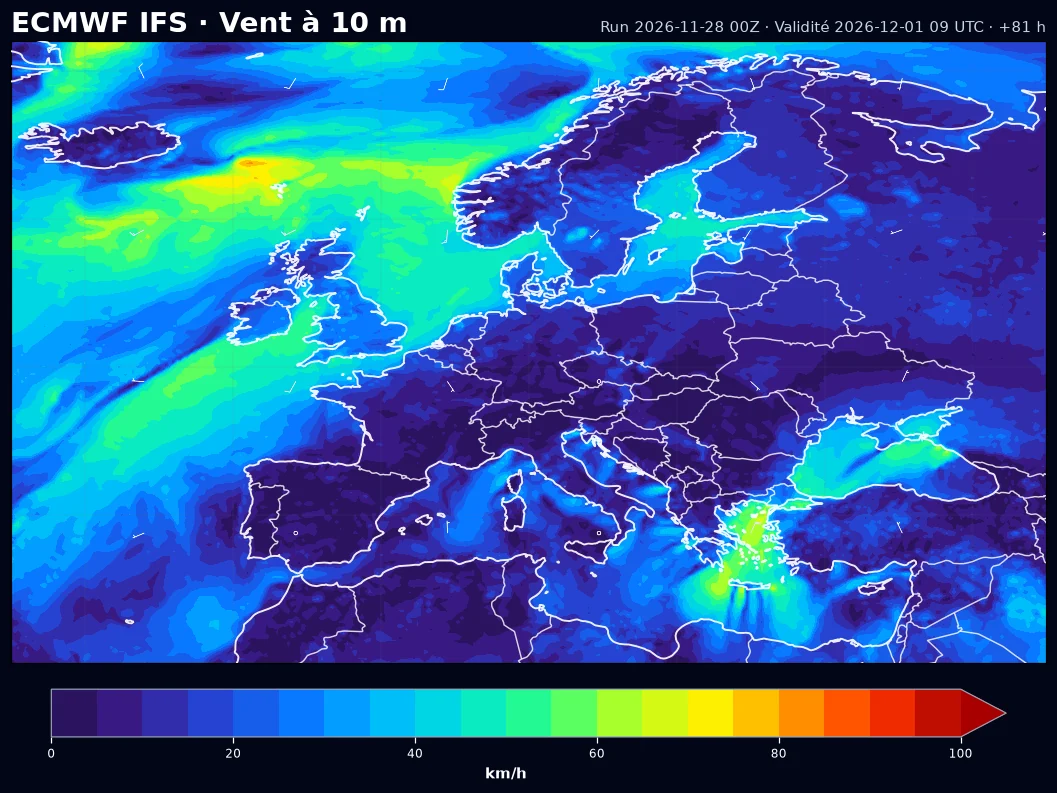 ECMWF IFS · Vent à 10 m
Run 2026-11-28 00Z · Validité 2026-12-01 09 UTC · +81 h
0 20 40 60 80 100
km/h